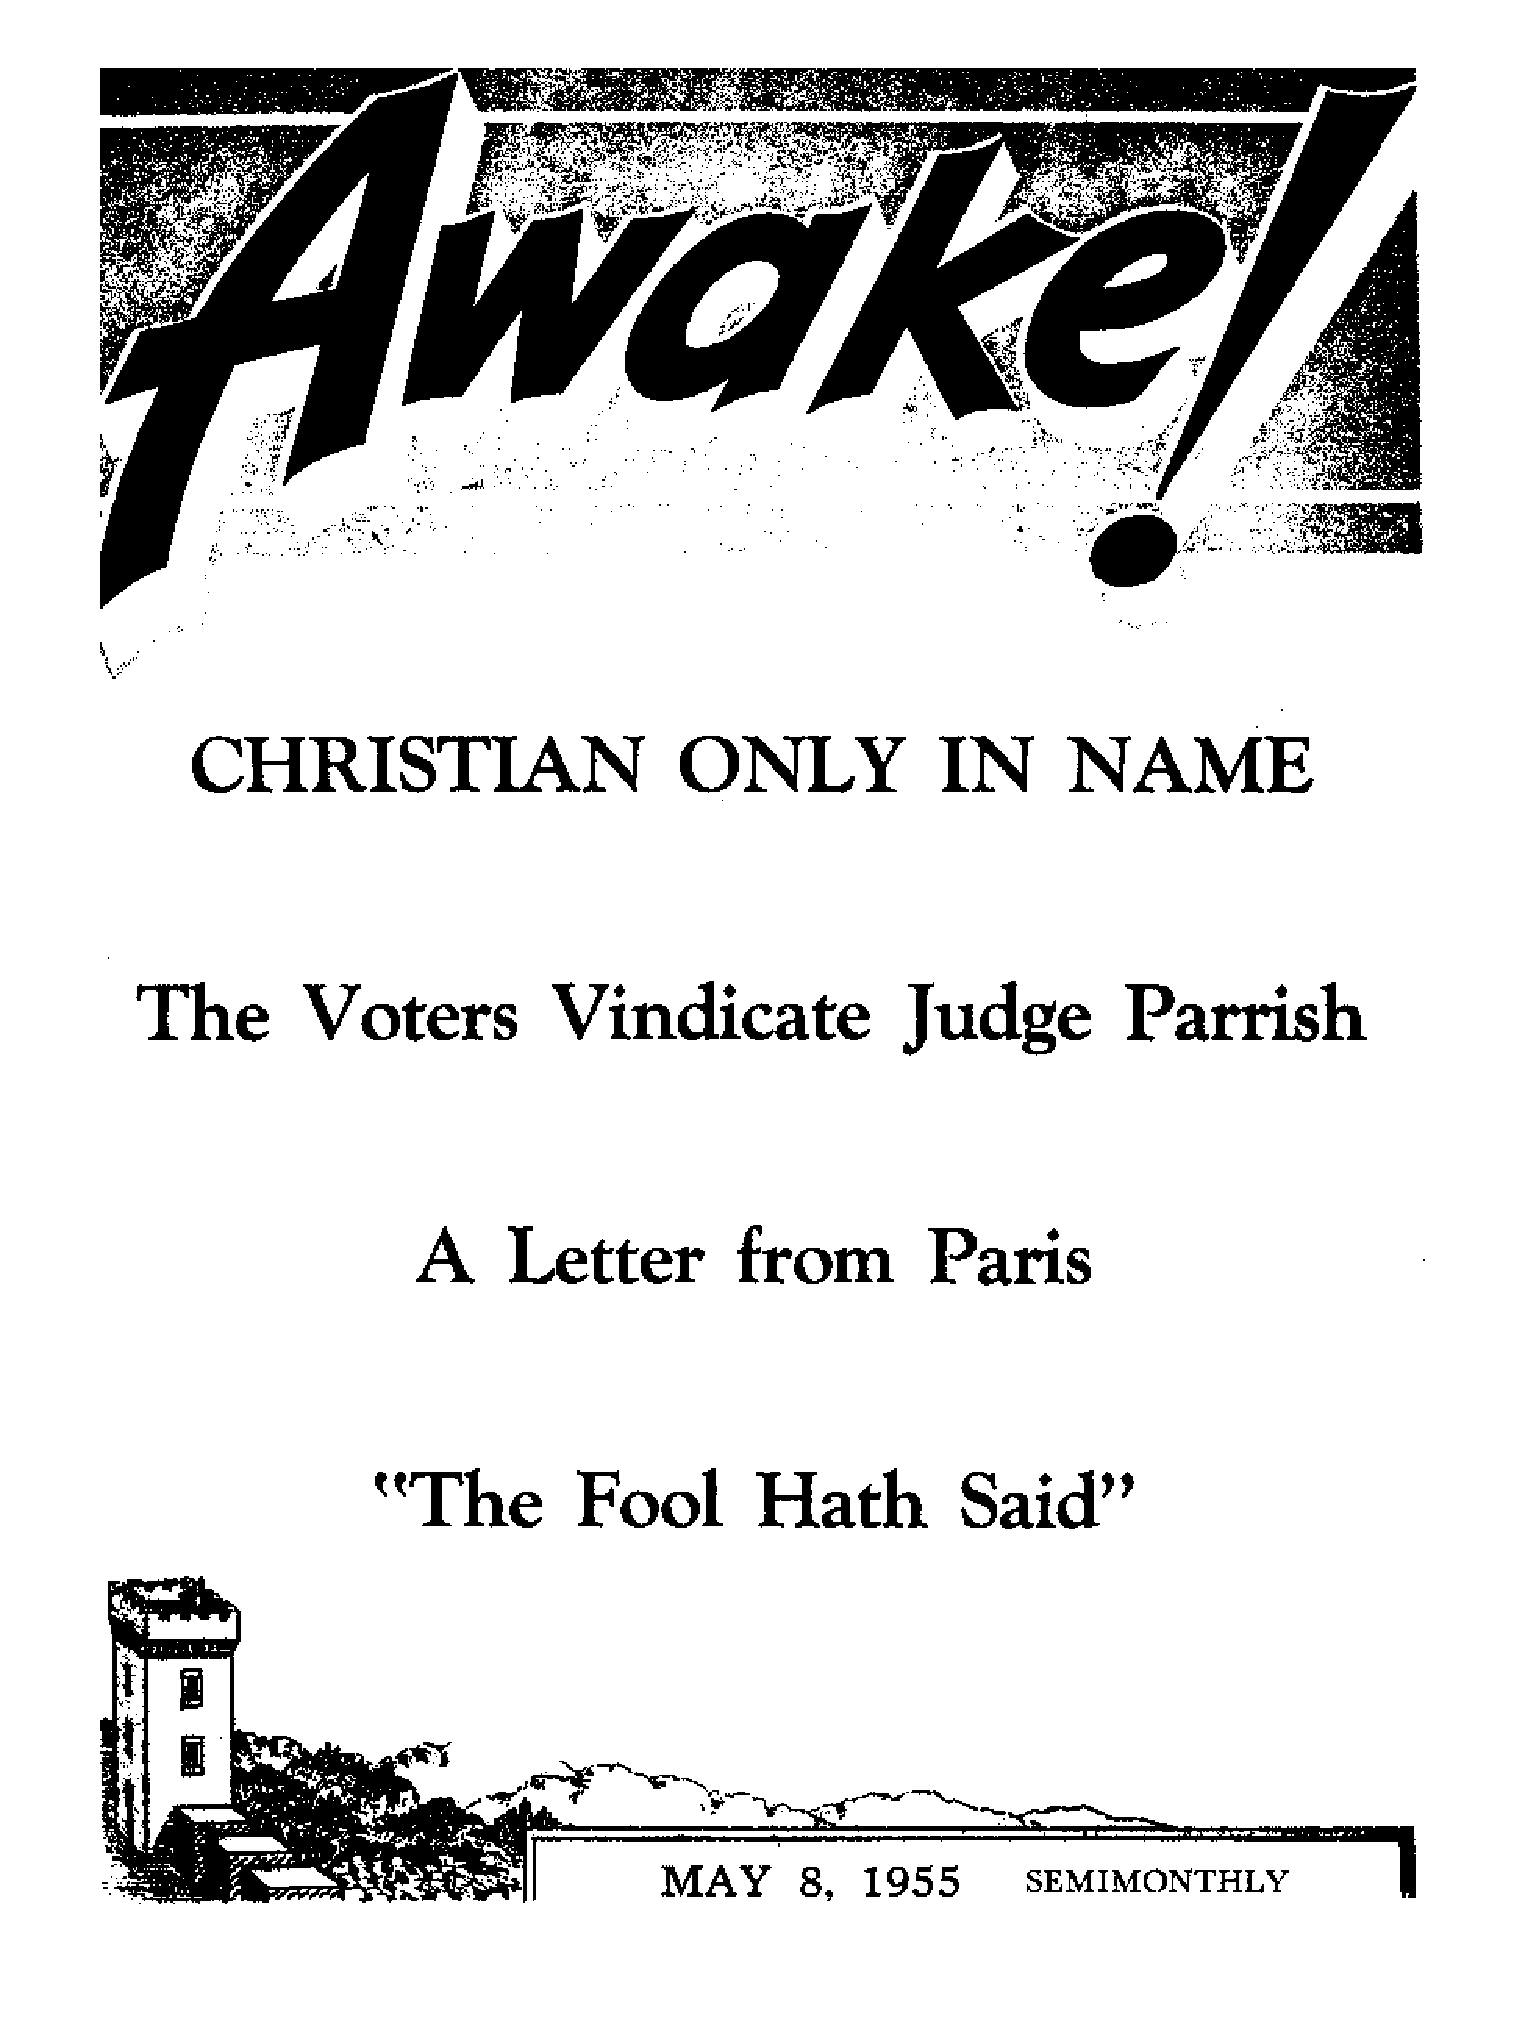 Awake!
CHRISTIAN ONLY IN NAME
The Voters Vindicate Judge Parrish
A Letter from Paris
“The Fool Hath Said”
MAY 8, 1955 SEMIMONTHLY